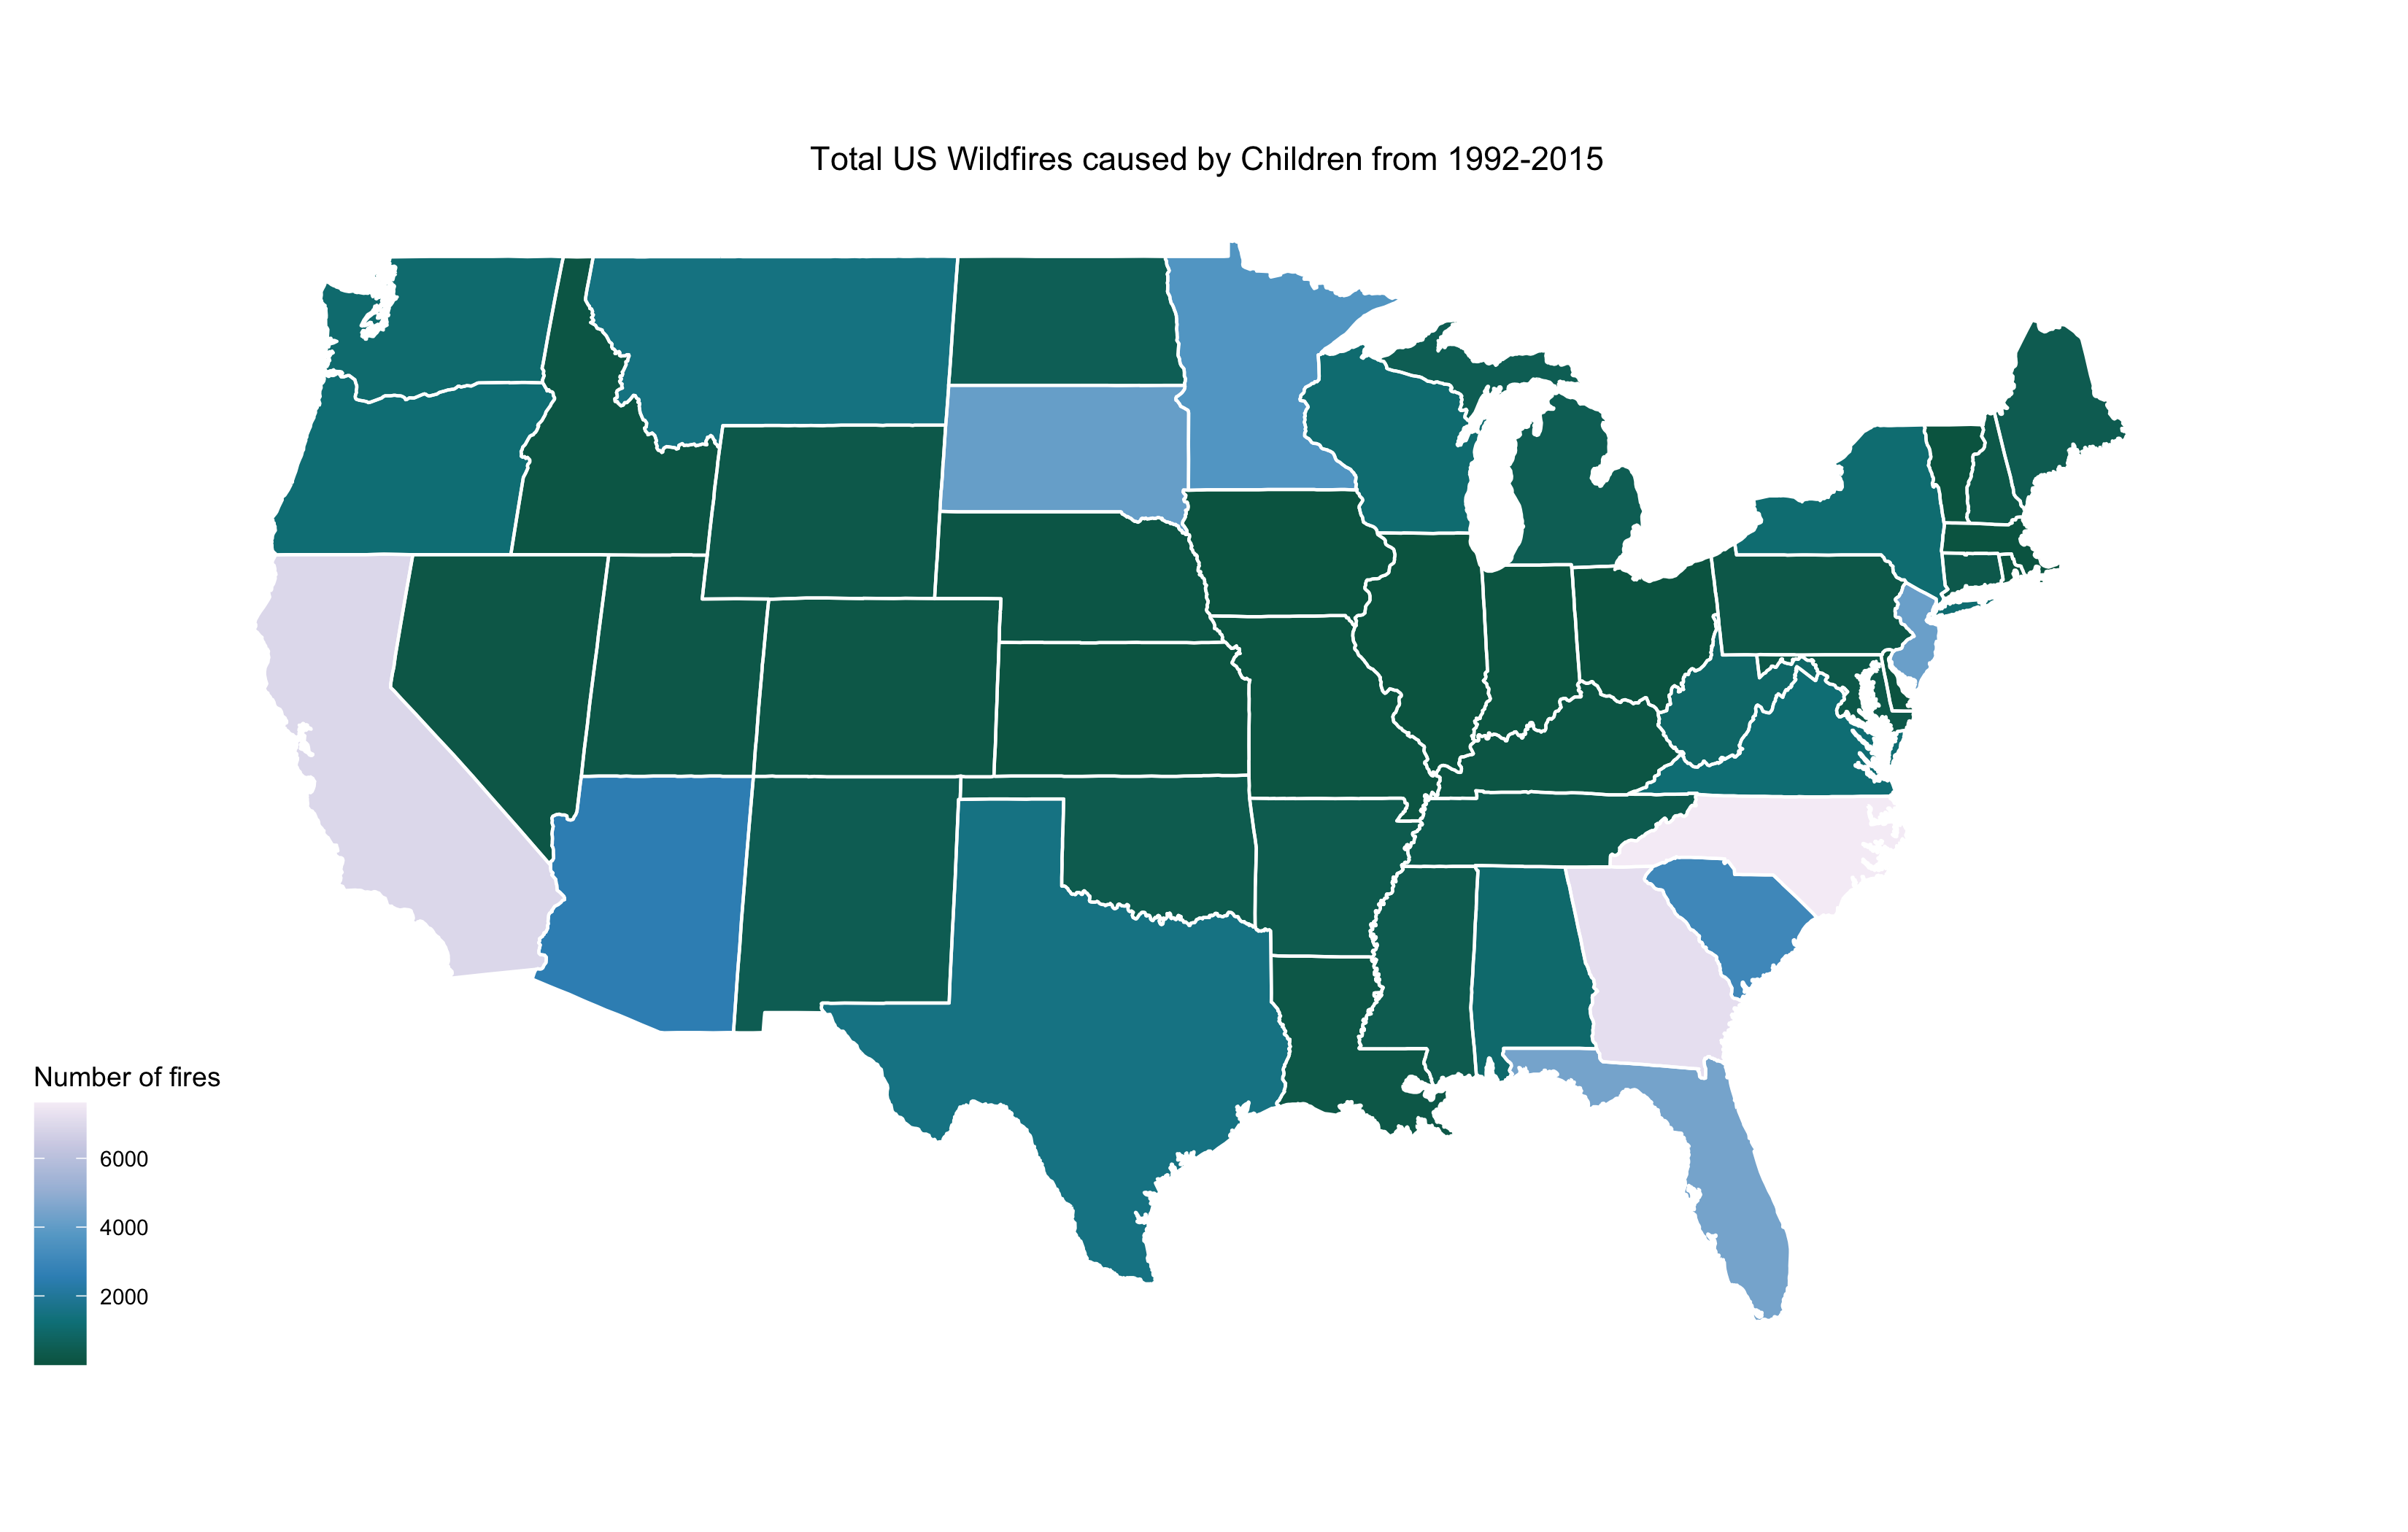 Total US Wildfires caused by Children from 1992-2015
Number of fires
6000
4000
2000